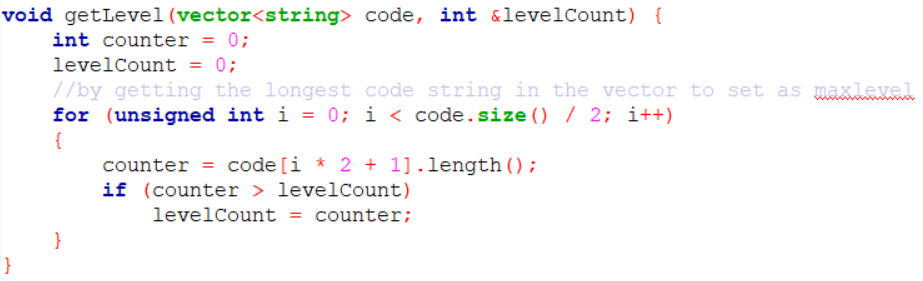 void getLevel(vector<string> code, int &levelCount) {
    int counter = 0;
    levelCount = 0;
    //by getting the longest code string in the vector to set as maxlevel
    for (unsigned int i = 0; i < code.size() / 2; i++)
    {
        counter = code[i * 2 + 1].length();
        if (counter > levelCount)
            levelCount = counter;
    }
}